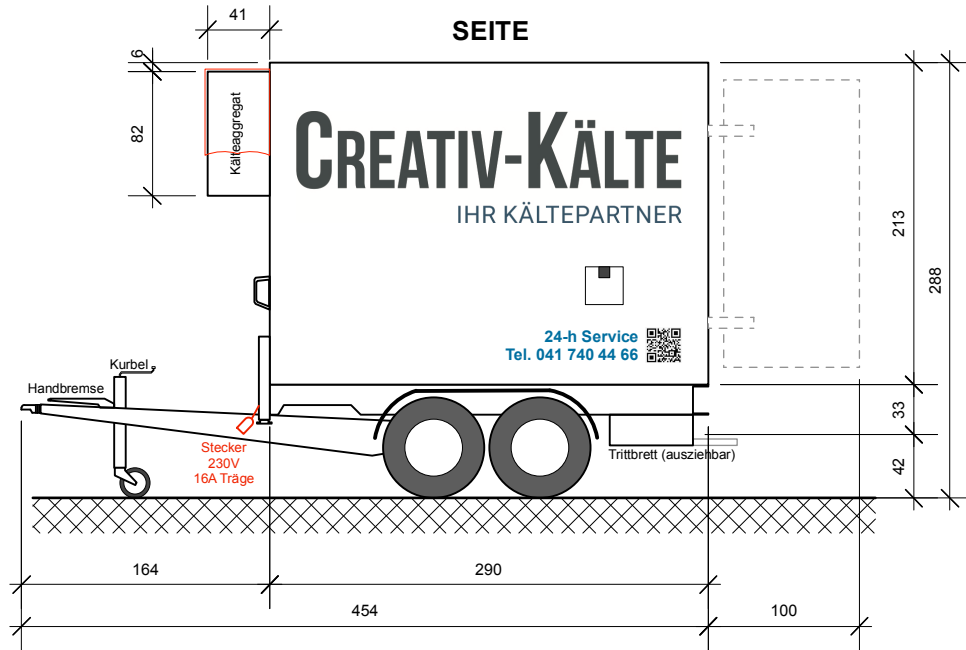 41
SEITE
6
82
Kälteaggregat
CREATIV-KÄLTE
IHR KÄLTEPARTNER
213
288
24-h Service
Tel. 041 740 44 66
Kurbel
Handbremse
33
Stecker
230V
16A Träge
Trittbrett (ausziehbar)
42
164
290
454
100